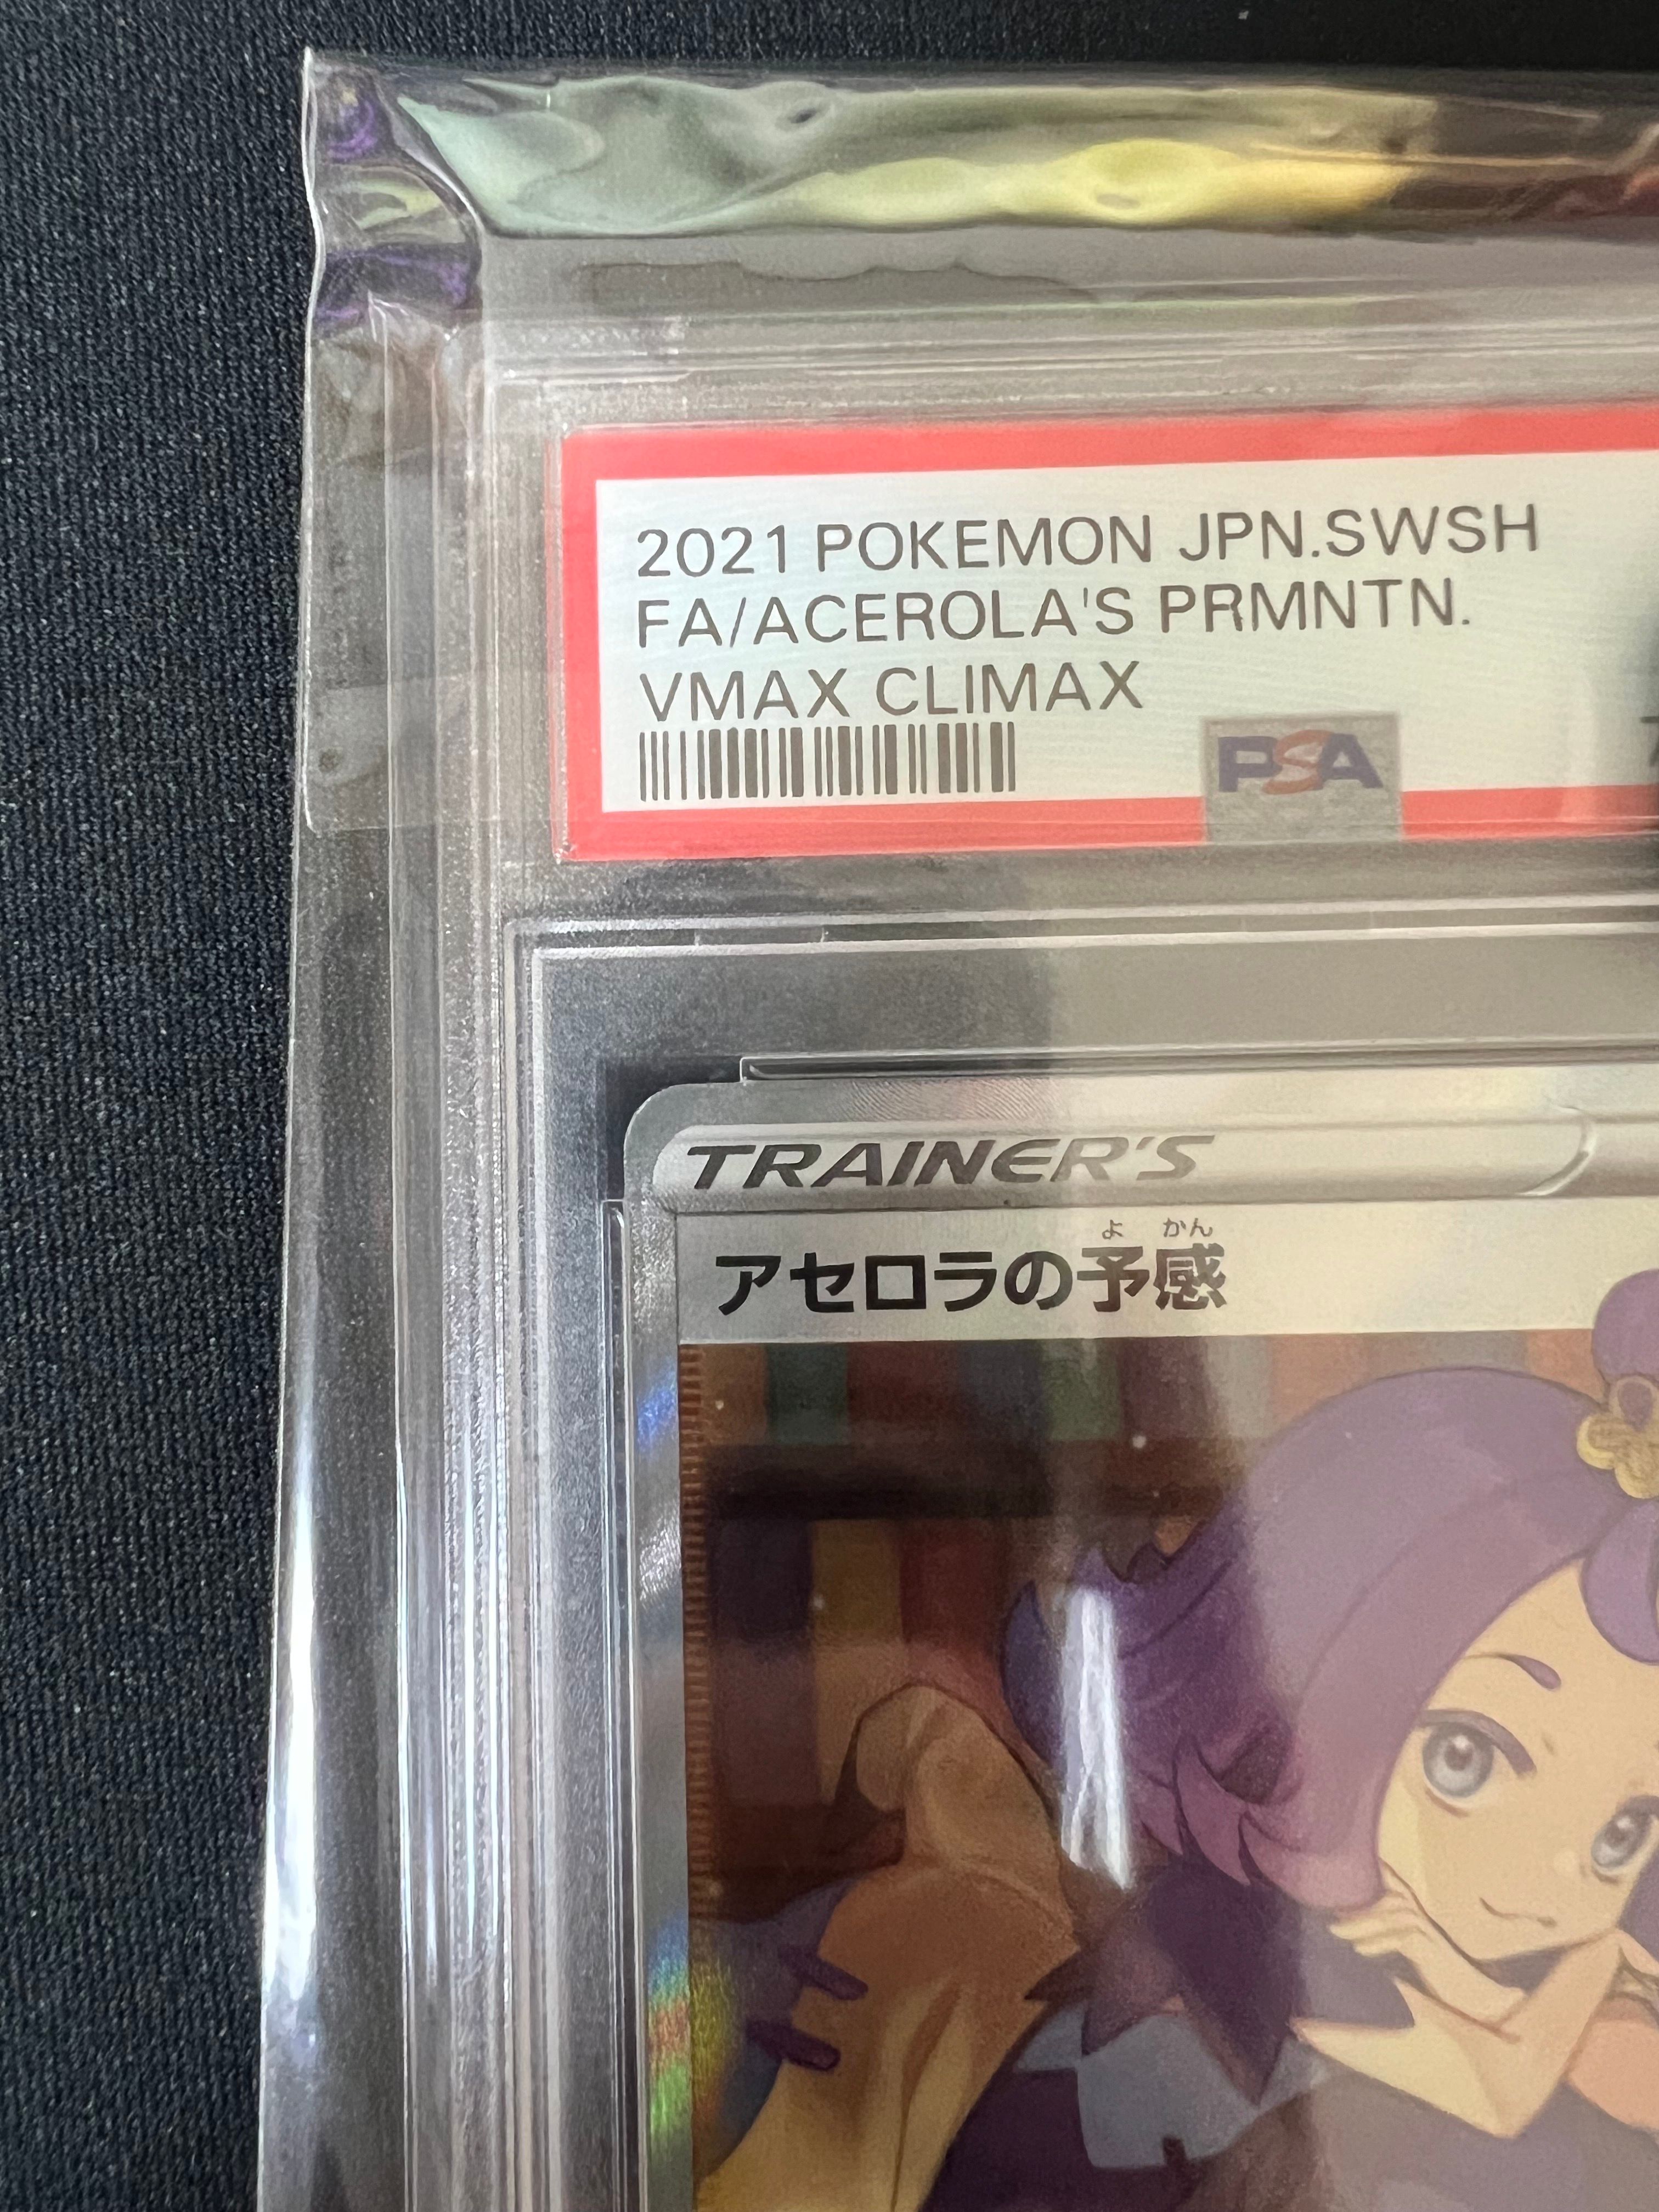 2021 POKEMON JPN.SWSH
FA/ACEROLA'S PRMNTN.
VMAX CLIMAX
PSA
TRAINER'S
よ かん
アセロラの予感